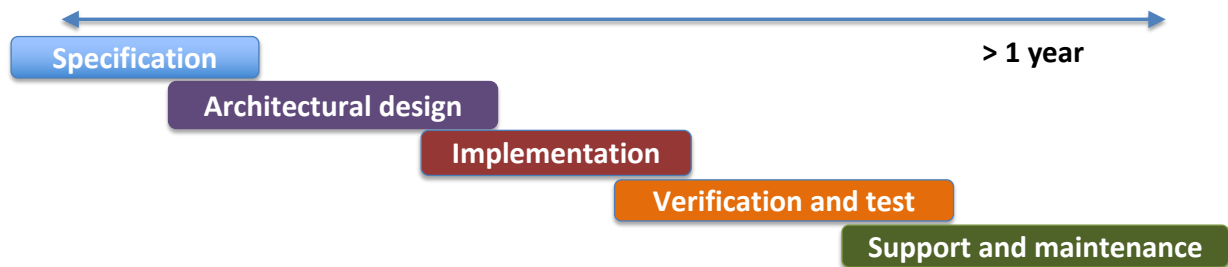 Specification
> 1 year
Architectural design
Implementation
Verification and test
Support and maintenance